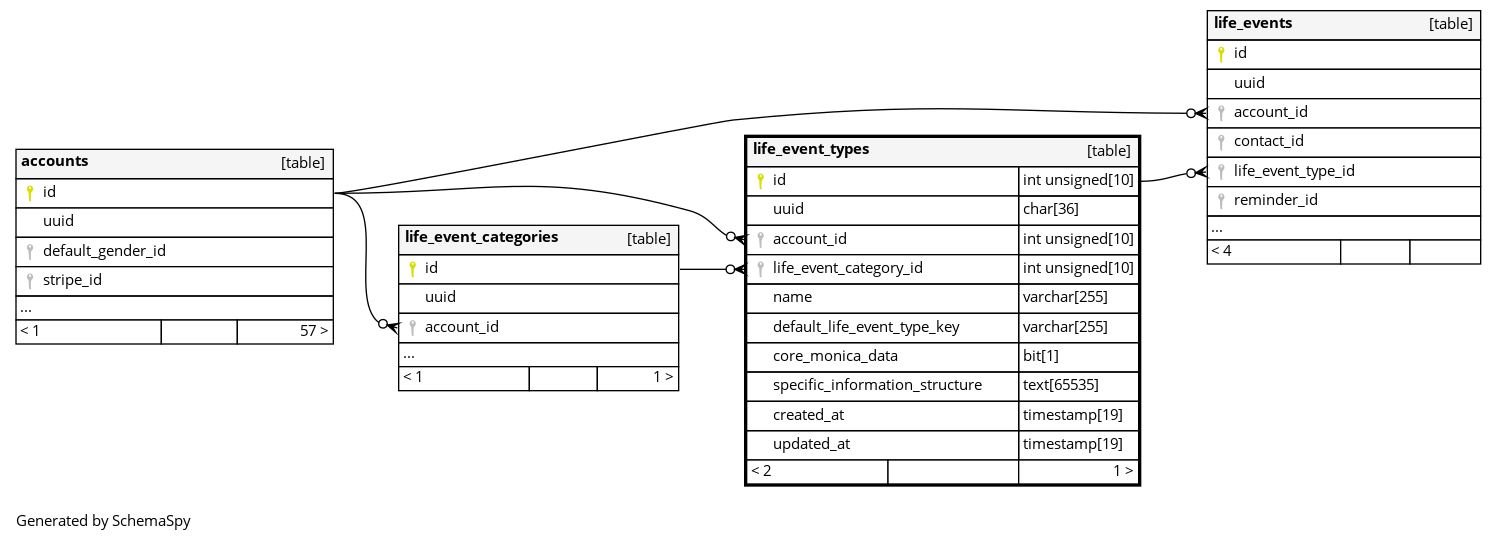 accounts [table]
id
uuid
default_gender_id
stripe_id
...
< 1 57 >
life_event_categories [table]
id
uuid
account_id
...
< 1 1 >
life_event_types [table]
id int unsigned[10]
uuid char[36]
account_id int unsigned[10]
life_event_category_id int unsigned[10]
name varchar[255]
default_life_event_type_key varchar[255]
core_monica_data bit[1]
specific_information_structure text[65535]
created_at timestamp[19]
updated_at timestamp[19]
< 2 1 >
life_events [table]
id
uuid
account_id
contact_id
life_event_type_id
reminder_id
...
< 4
Generated by SchemaSpy